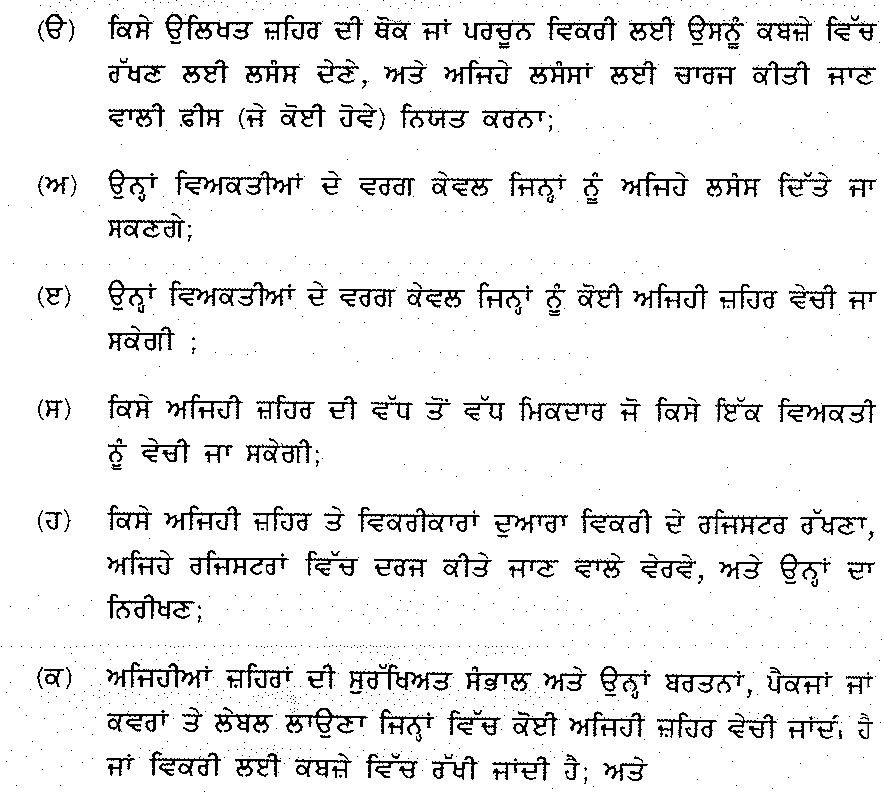 (ੳ) ਕਿਸੇ ਉਲਿਖਤ ਜ਼ਹਿਰ ਦੀ ਥੋਕ ਜਾਂ ਪਰਚੂਨ ਵਿਕਰੀ ਲਈ ਉਸਨੂੰ ਕਬਜ਼ੇ ਵਿੱਚ
ਰੱਖਣ ਲਈ ਲਸੰਸ ਦੇਣੇ, ਅਤੇ ਅਜਿਹੇ ਲਸੰਸਾਂ ਲਈ ਚਾਰਜ ਕੀਤੀ ਜਾਣ
ਵਾਲੀ ਫ਼ੀਸ (ਜੇ ਕੋਈ ਹੋਵੇ) ਨਿਯਤ ਕਰਨਾ;
(ਅ) ਉਨ੍ਹਾਂ ਵਿਅਕਤੀਆਂ ਦੇ ਵਰਗ ਕੇਵਲ ਜਿਨ੍ਹਾਂ ਨੂੰ ਅਜਿਹੇ ਲਸੰਸ ਦਿੱਤੇ ਜਾ
ਸਕਣਗੇ;
(ੲ) ਉਨ੍ਹਾਂ ਵਿਅਕਤੀਆਂ ਦੇ ਵਰਗ ਕੇਵਲ ਜਿਨ੍ਹਾਂ ਨੂੰ ਕੋਈ ਅਜਿਹੀ ਜ਼ਹਿਰ ਵੇਚੀ ਜਾ
ਸਕੇਗੀ ;
(ਸ) ਕਿਸੇ ਅਜਿਹੀ ਜ਼ਹਿਰ ਦੀ ਵੱਧ ਤੋਂ ਵੱਧ ਮਿਕਦਾਰ ਜੋ ਕਿਸੇ ਇੱਕ ਵਿਅਕਤੀ
ਨੂੰ ਵੇਚੀ ਜਾ ਸਕੇਗੀ;
(ਹ) ਕਿਸੇ ਅਜਿਹੀ ਜ਼ਹਿਰ ਤੇ ਵਿਕਰੀਕਾਰਾਂ ਦੁਆਰਾ ਵਿਕਰੀ ਦੇ ਰਜਿਸਟਰ ਰੱਖਣਾ,
ਅਜਿਹੇ ਰਜਿਸਟਰਾਂ ਵਿੱਚ ਦਰਜ ਕੀਤੇ ਜਾਣ ਵਾਲੇ ਵੇਰਵੇ, ਅਤੇ ਉਨ੍ਹਾਂ ਦਾ
ਨਿਰੀਖਣ;
(ਕ) ਅਜਿਹੀਆਂ ਜ਼ਹਿਰਾਂ ਦੀ ਸੁਰੱਖਿਅਤ ਸੰਭਾਲ ਅਤੇ ਉਨ੍ਹਾਂ ਬਰਤਨਾਂ, ਪੈਕਜਾਂ ਜਾਂ
ਕਵਰਾਂ ਤੇ ਲੇਬਲ ਲਾਉਣਾ ਜਿਨ੍ਹਾਂ ਵਿੱਚ ਕੋਈ ਅਜਿਹੀ ਜ਼ਹਿਰ ਵੇਚੀ ਜਾਂਦੀ ਹੈ
ਜਾਂ ਵਿਕਰੀ ਲਈ ਕਬਜ਼ੇ ਵਿੱਚ ਰੱਖੀ ਜਾਂਦੀ ਹੈ; ਅਤੇ